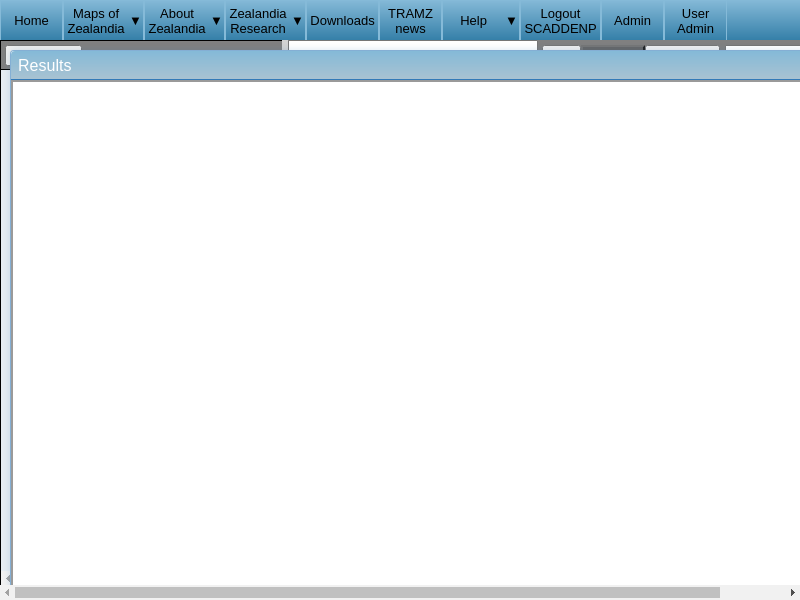 Home
Maps of
Zealandia ▼
About
Zealandia ▼
Zealandia
Research ▼
Downloads
TRAMZ
news
Help ▼
Logout
SCADDENP
Admin
User
Admin
Results